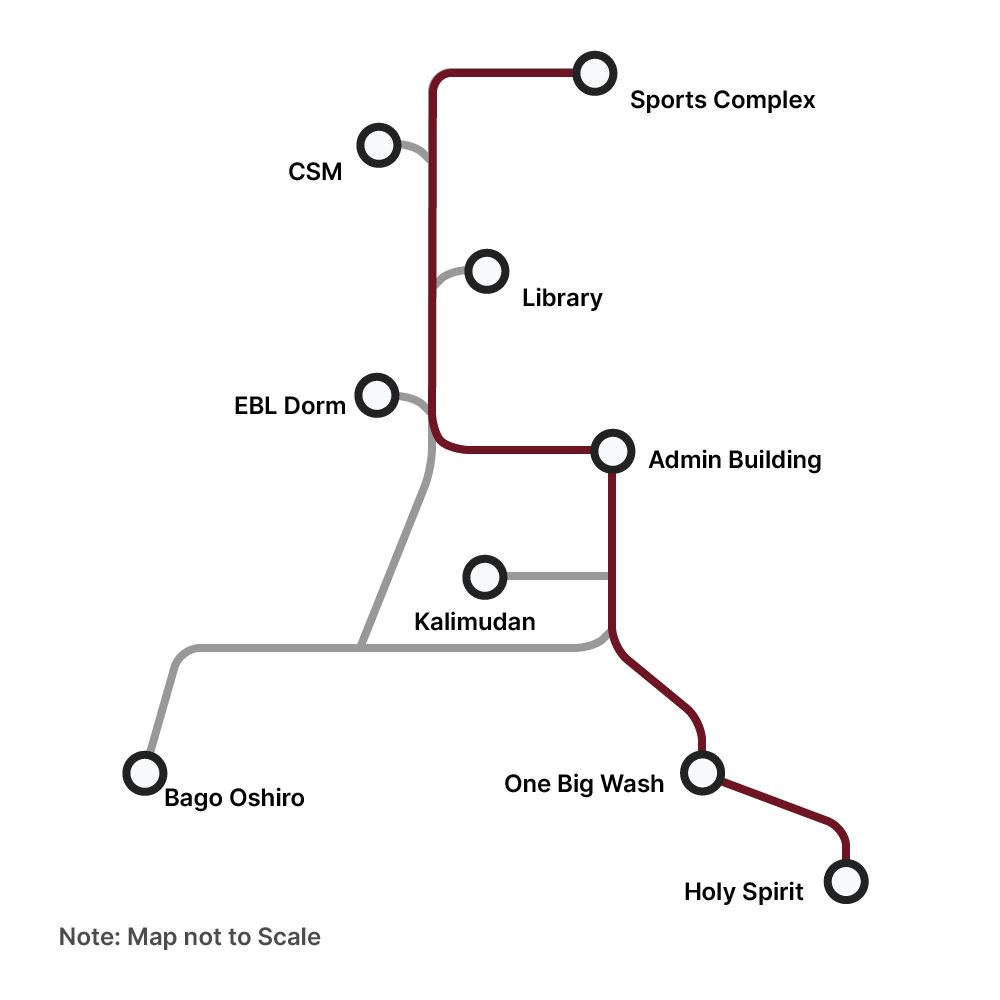 Sports Complex
CSM
Library
EBL Dorm
Admin Building
Kalimudan
One Big Wash
Bago Oshiro
Holy Spirit
Note: Map not to Scale